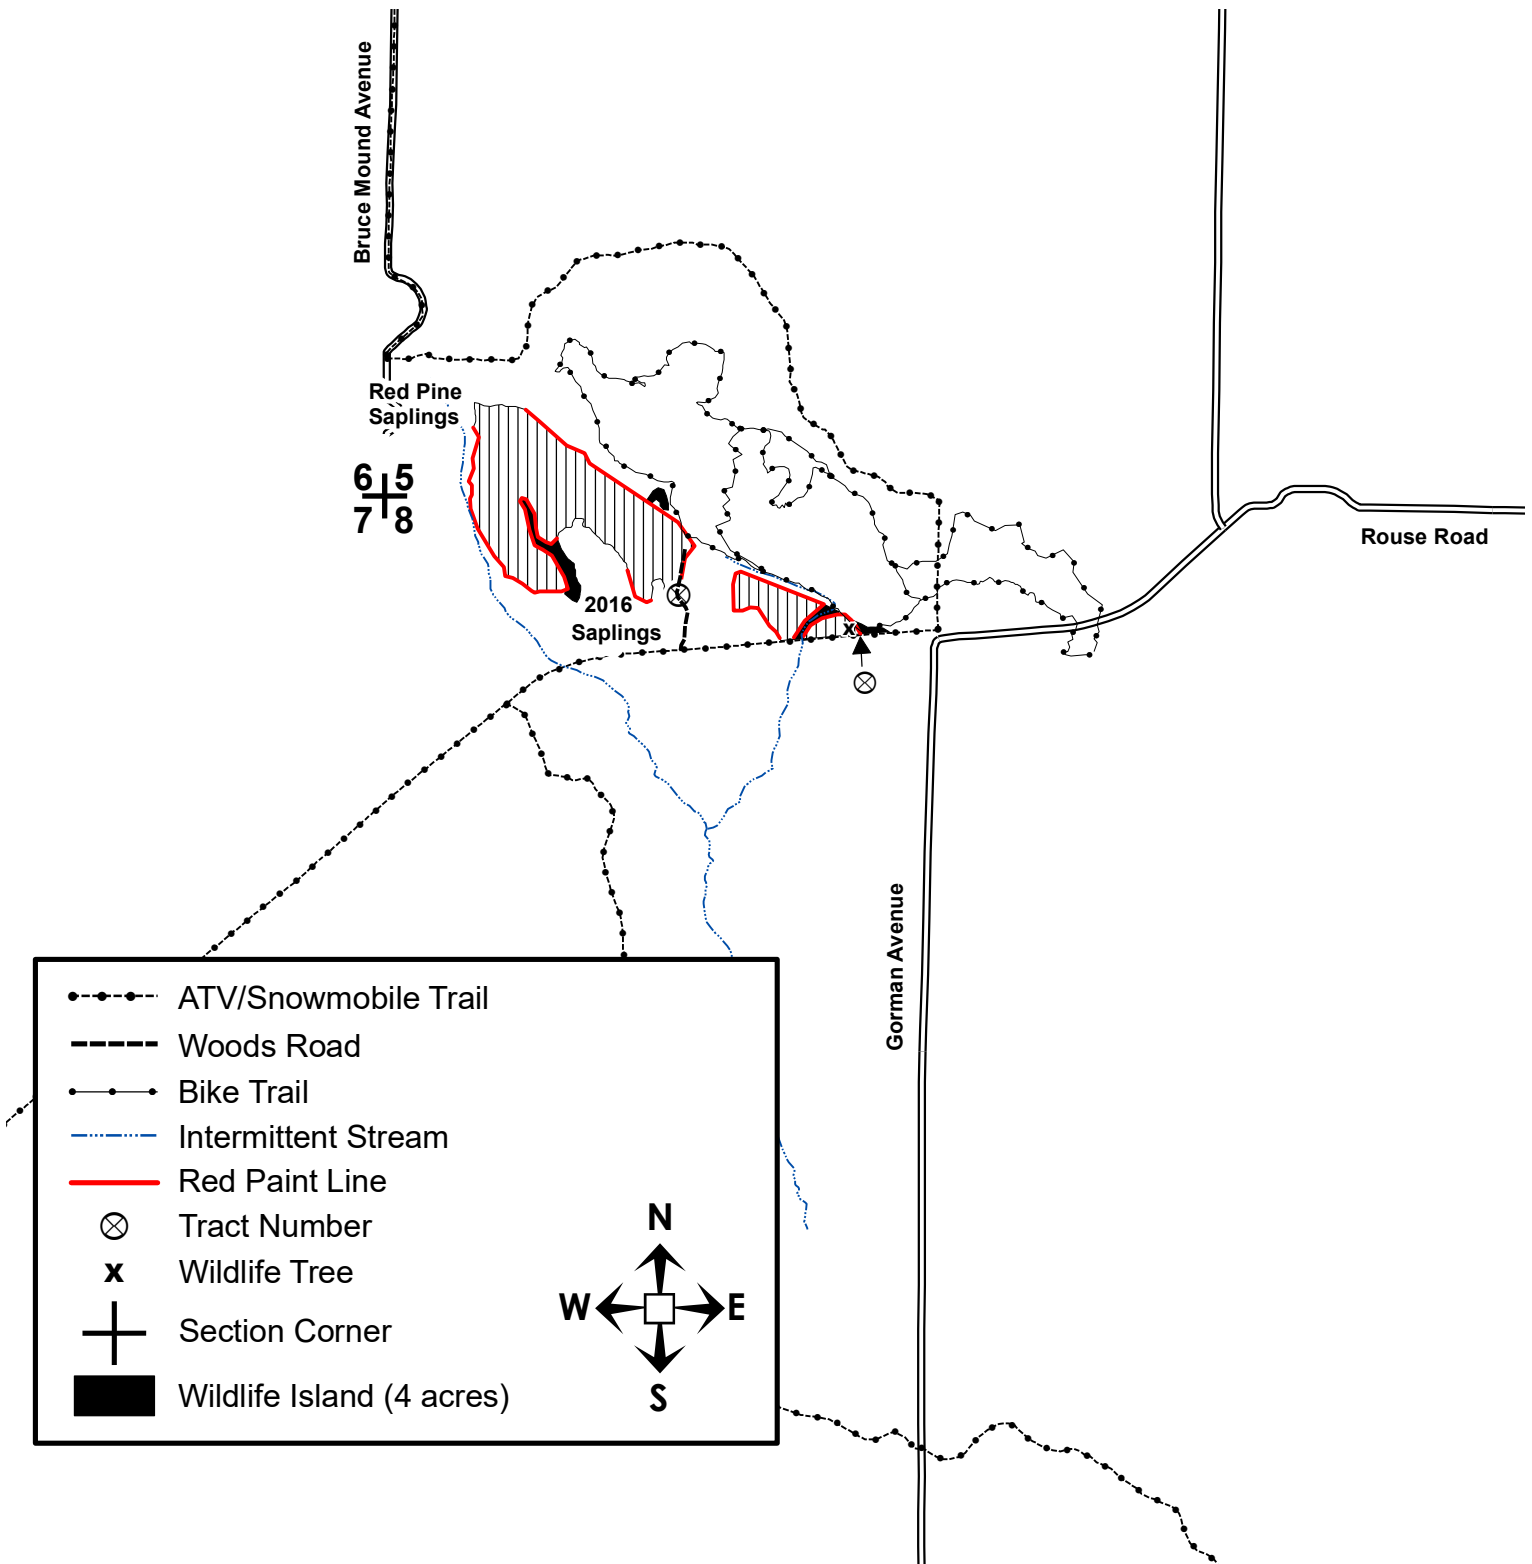 Bruce Mound Avenue
Red Pine
Saplings
6 5
7 8
Rouse Road
2016
Saplings
x
Gorman Avenue
ATV/Snowmobile Trail
Woods Road
Bike Trail
Intermittent Stream
Red Paint Line
Tract Number
x Wildlife Tree
Section Corner
Wildlife Island (4 acres)
N
W E
S